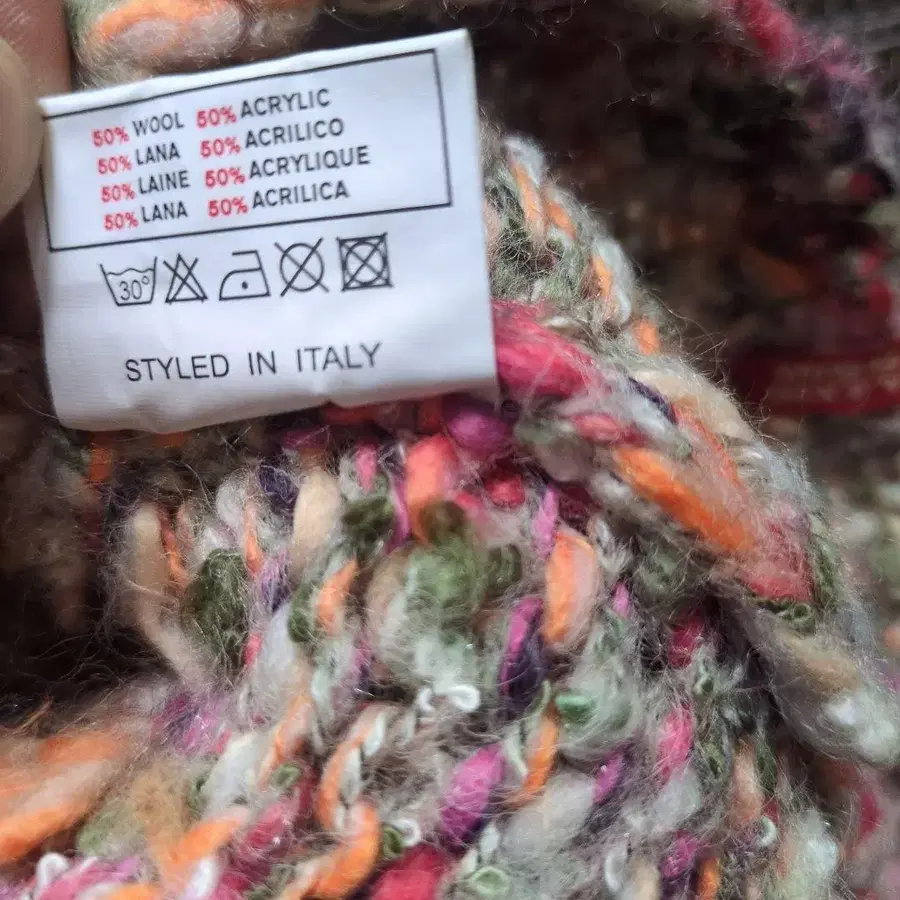 50% WOOL 50% ACRYLIC
50% LANA 50% ACRILICO
50% LAINE 50% ACRYLIQUE
50% LANA 50% ACRILICA
30°
STYLED IN ITALY